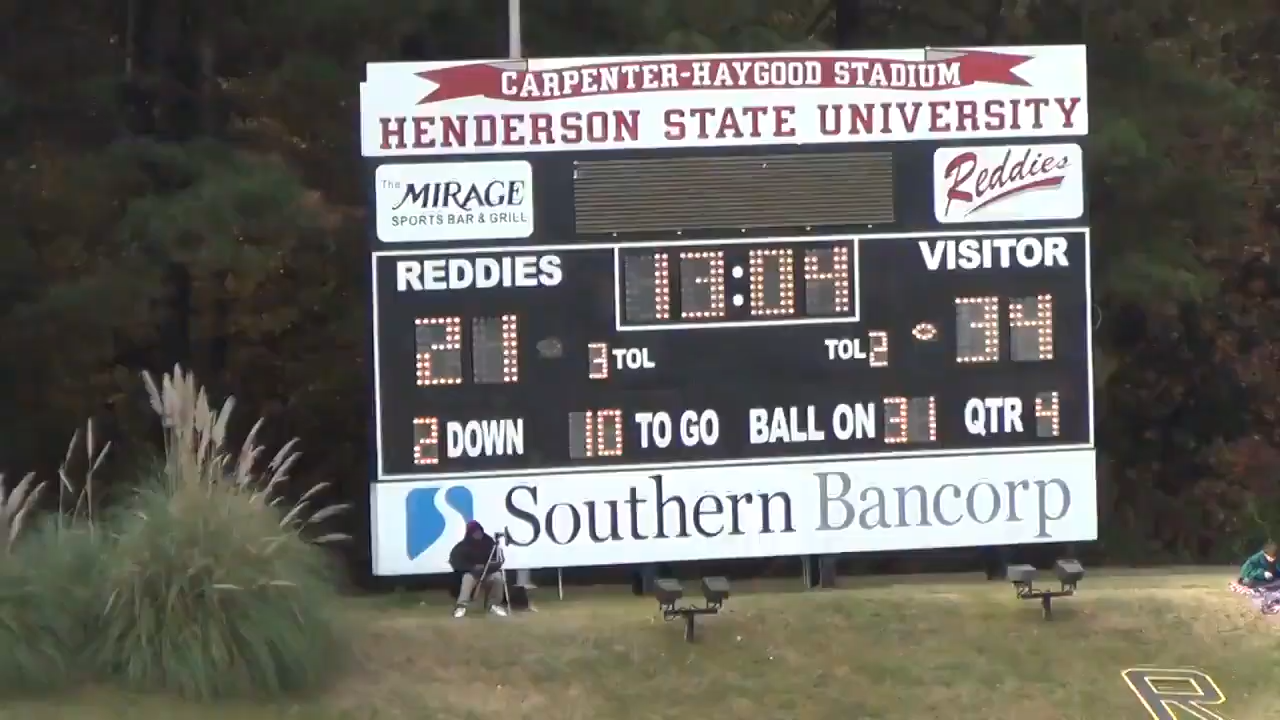 CARPENTER-HAYGOOD STADIUM
HENDERSON STATE UNIVERSITY
The MIRAGE
SPORTS BAR & GRILL
Reddies
REDDIES
13:04
VISITOR
21
3 TOL
TOL 2
34
2 DOWN
10 TO GO
BALL ON 31
QTR 4
Southern Bancorp
R